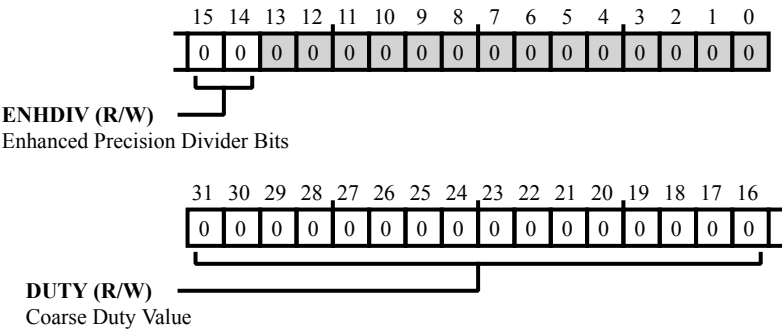 15 14 13 12 11 10 9 8 7 6 5 4 3 2 1 0
0 0 0 0 0 0 0 0 0 0 0 0 0 0 0 0
ENHDIV (R/W)
Enhanced Precision Divider Bits
31 30 29 28 27 26 25 24 23 22 21 20 19 18 17 16
0 0 0 0 0 0 0 0 0 0 0 0 0 0 0 0
DUTY (R/W)
Coarse Duty Value